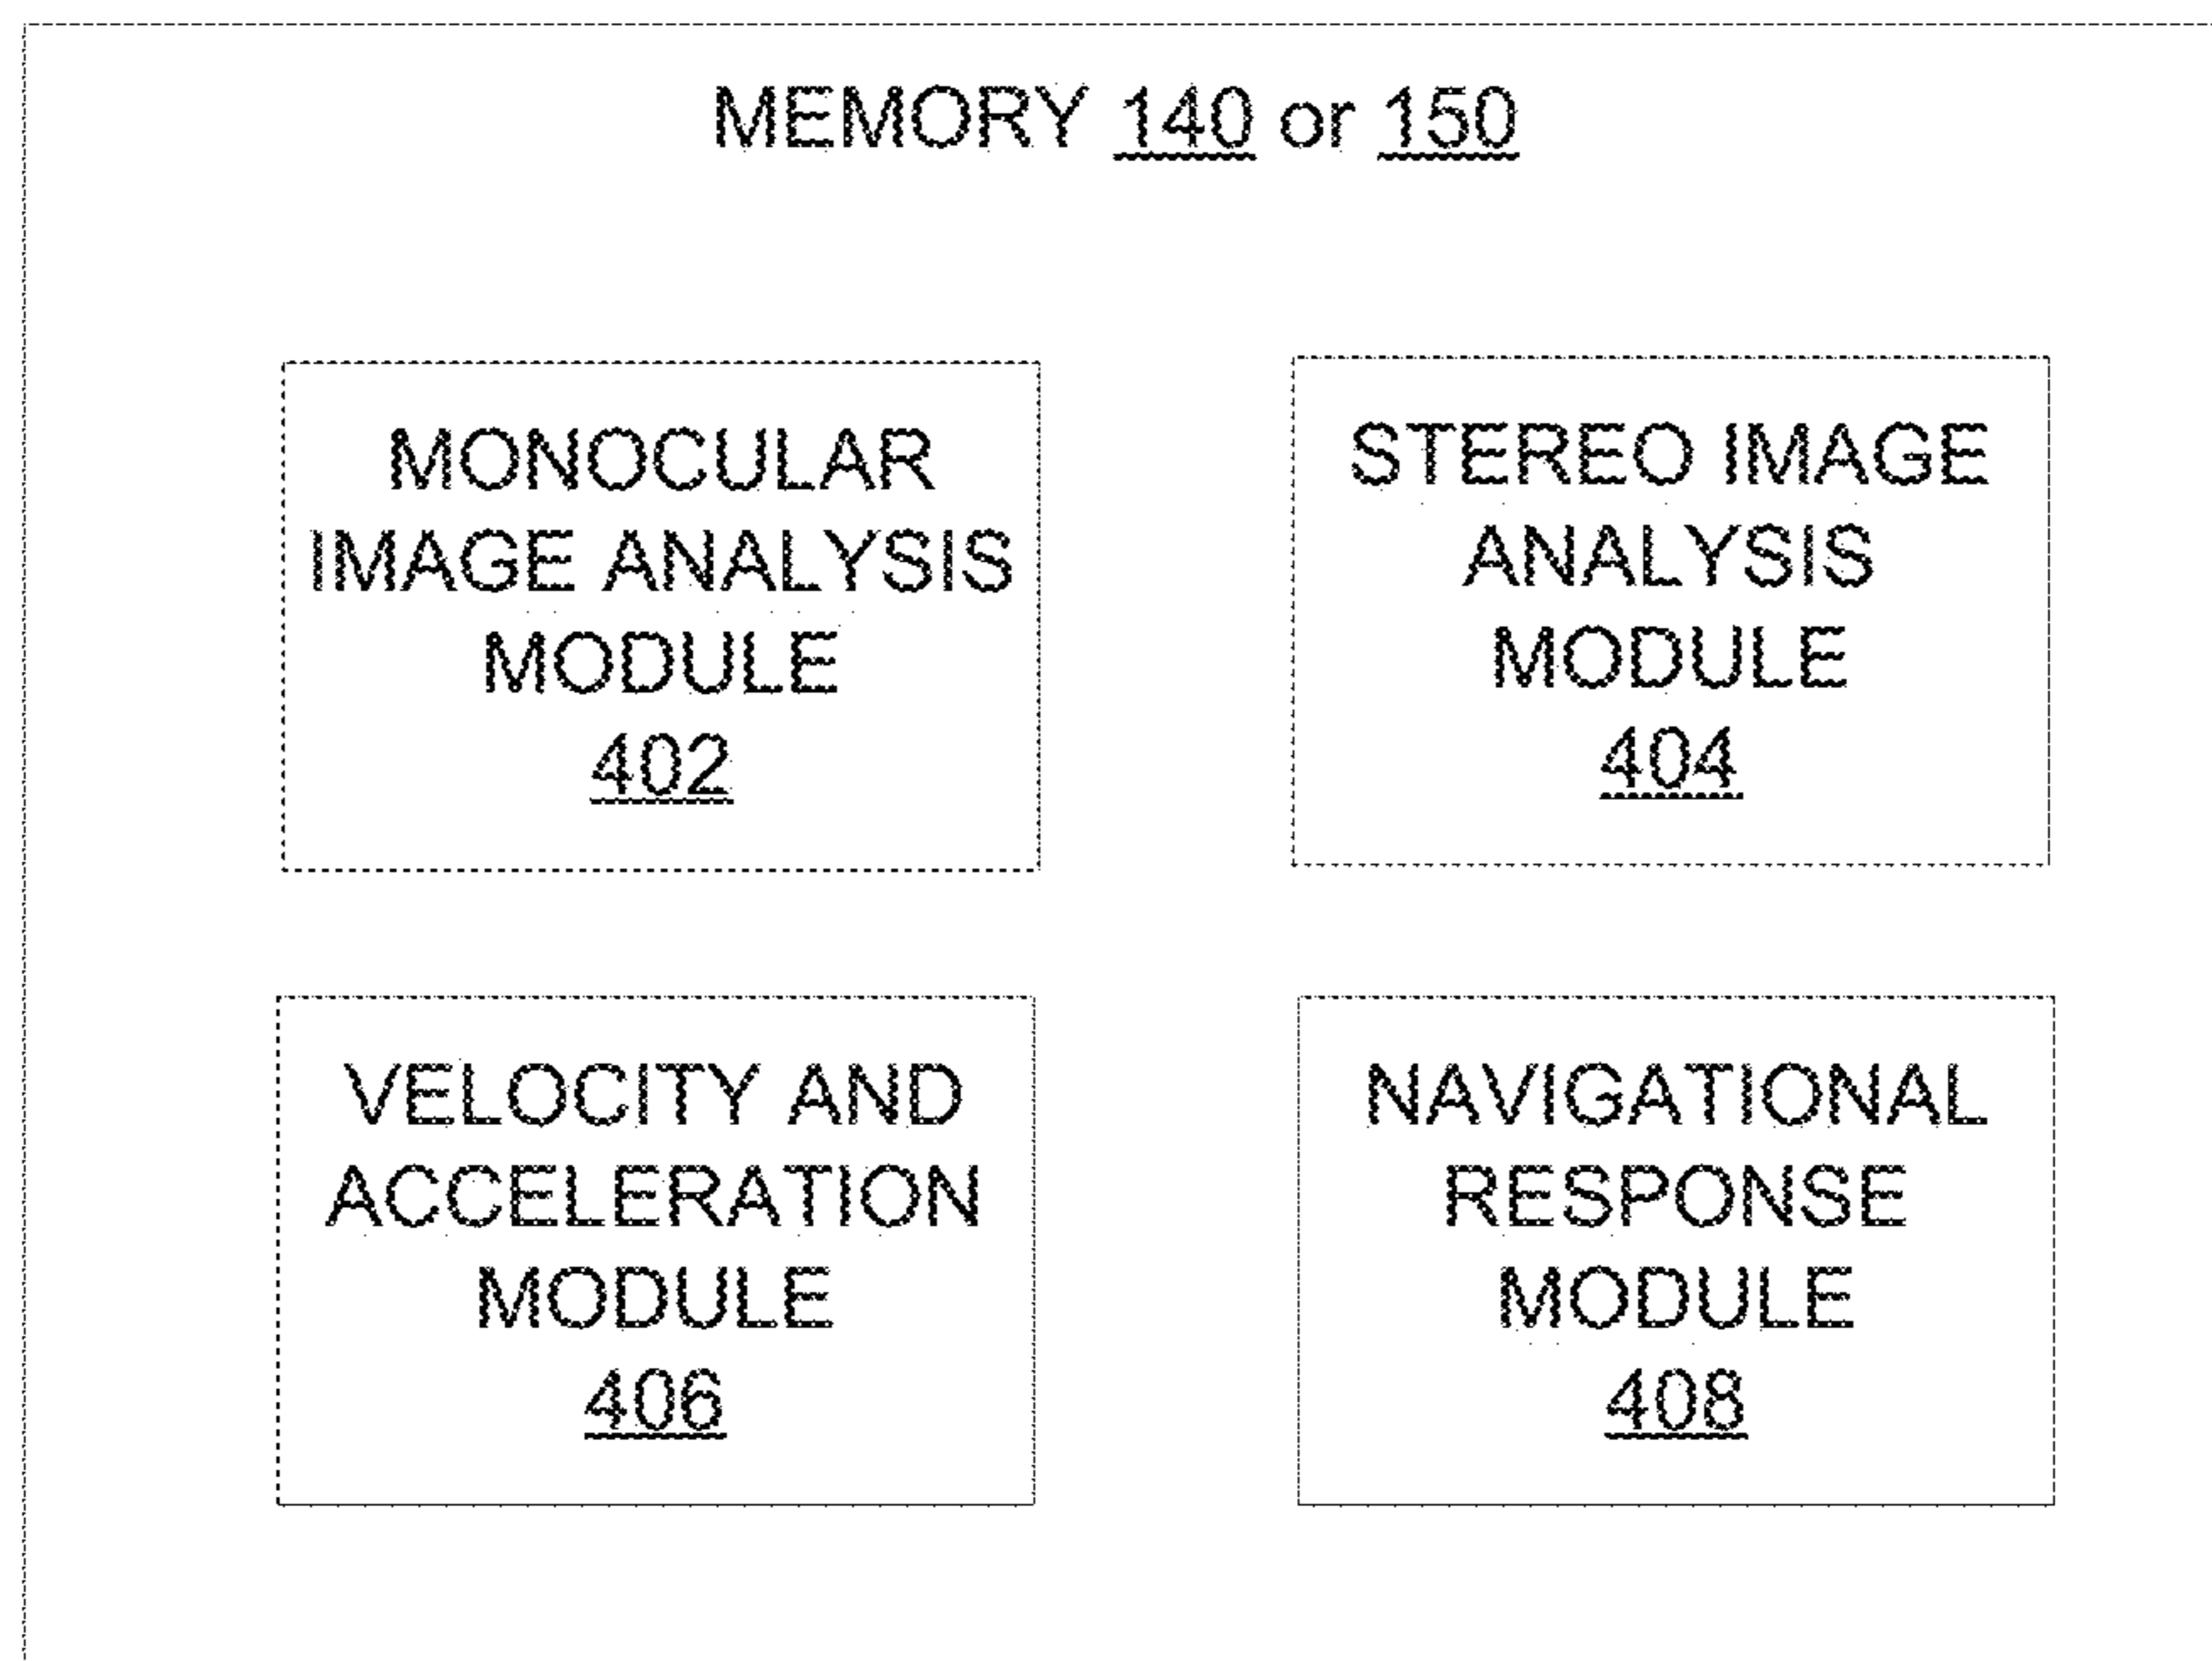 MEMORY 140 or 150
MONOCULAR
IMAGE ANALYSIS
MODULE
402
STEREO IMAGE
ANALYSIS
MODULE
404
VELOCITY AND
ACCELERATION
MODULE
406
NAVIGATIONAL
RESPONSE
MODULE
408